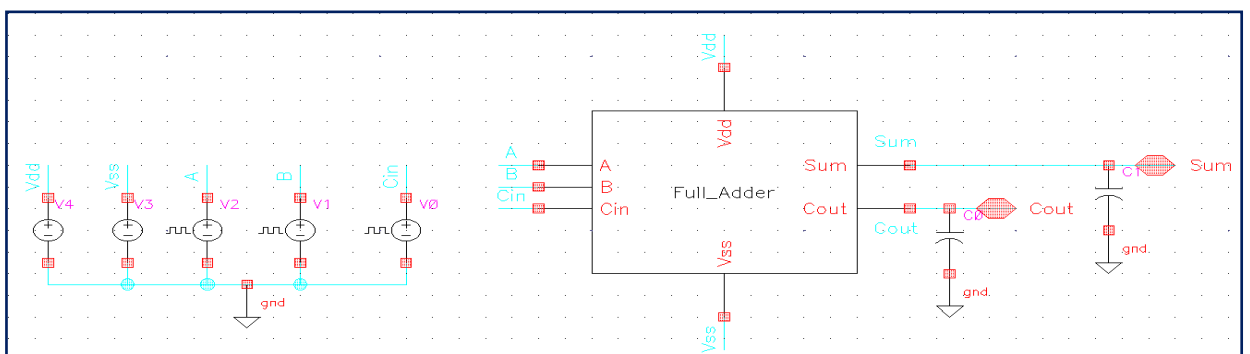 Vdd
Vss
A
B
Cin
V4
V3
V2
V1
V0
gnd
Vdd
Vdd
A
A
B
B
Cin
Cin
Full_Adder
Sum
Sum
Sum
Cout
Cout
Cout
C1
C0
gnd.
gnd.
Vss
Vss